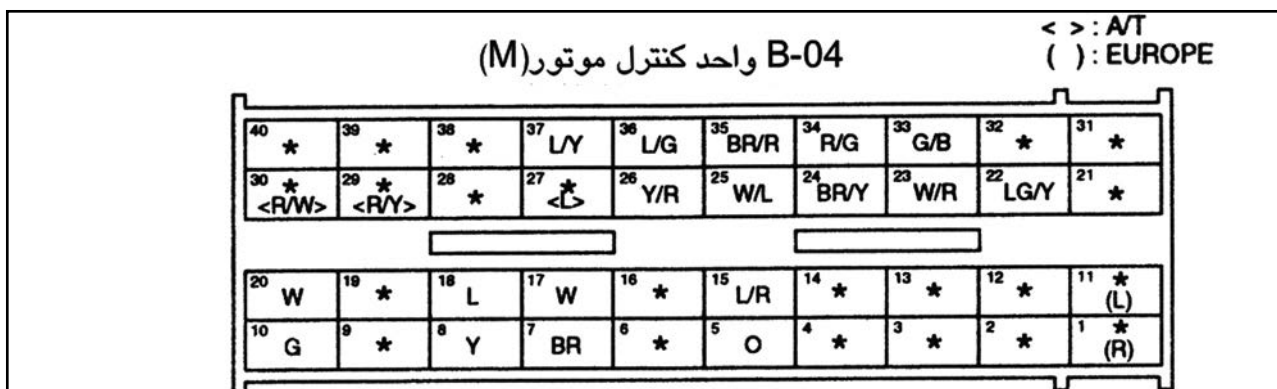 < > : A/T
B-04 واحد کنترل موتور(M)
( ) : EUROPE
40 * 39 * 38 * 37 L/Y 36 L/G 35 BR/R 34 R/G 33 G/B 32 * 31 *
30 * <R/W> 29 * <R/Y> 28 * 27 * <L> 26 Y/R 25 W/L 24 BR/Y 23 W/R 22 LG/Y 21 *
20 W 19 * 18 L 17 W 16 * 15 L/R 14 * 13 * 12 * 11 * (L)
10 G 9 * 8 Y 7 BR 6 * 5 O 4 * 3 * 2 * 1 * (R)